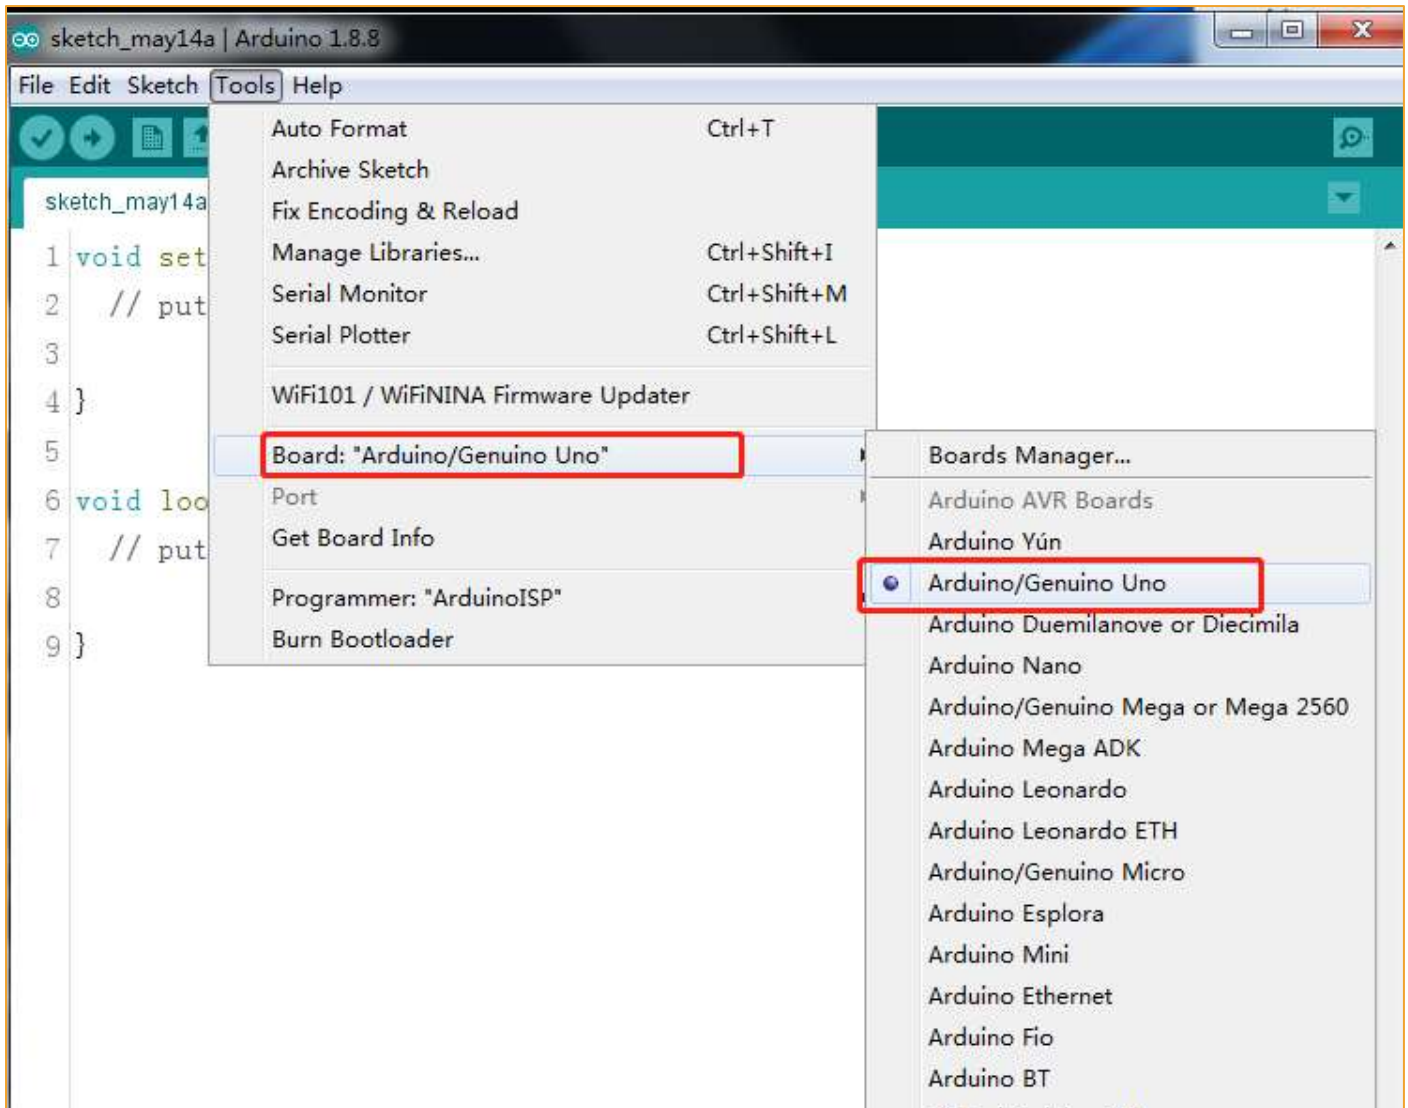 sketch_may14a | Arduino 1.8.8
File Edit Sketch Tools Help
Auto Format Ctrl+T
Archive Sketch
Fix Encoding & Reload
Manage Libraries... Ctrl+Shift+I
Serial Monitor Ctrl+Shift+M
Serial Plotter Ctrl+Shift+L
WiFi101 / WiFiNINA Firmware Updater
Board: "Arduino/Genuino Uno"
Port
Get Board Info
Programmer: "ArduinoISP"
Burn Bootloader
sketch_may14a
1 void set
2 // put
3
4 }
5
6 void loo
7 // put
8
9 }
Boards Manager...
Arduino AVR Boards
Arduino Yún
Arduino/Genuino Uno
Arduino Duemilanove or Diecimila
Arduino Nano
Arduino/Genuino Mega or Mega 2560
Arduino Mega ADK
Arduino Leonardo
Arduino Leonardo ETH
Arduino/Genuino Micro
Arduino Esplora
Arduino Mini
Arduino Ethernet
Arduino Fio
Arduino BT